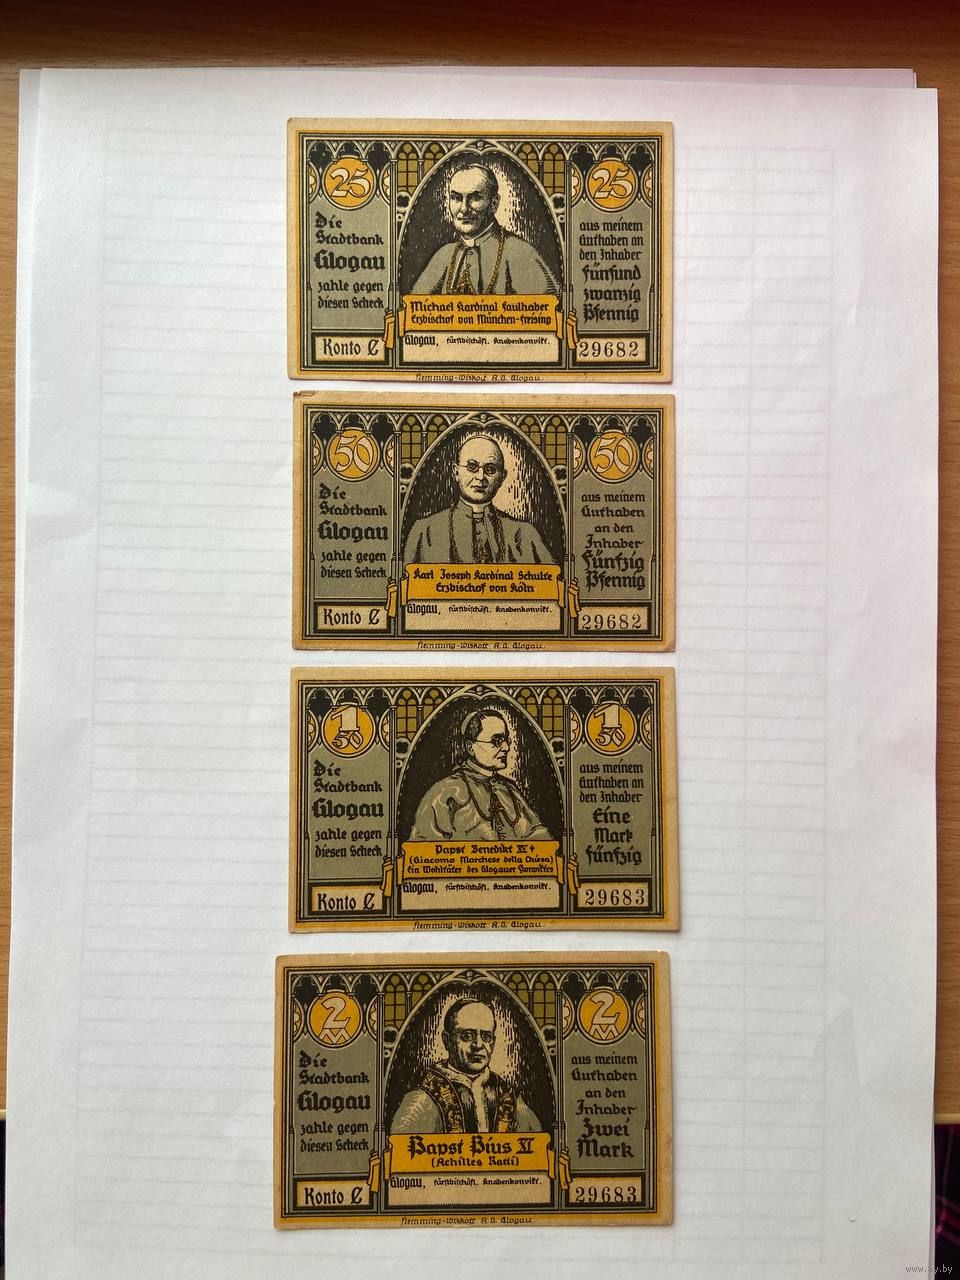 25
25
Die
Stadtbank
Glogau
zahle gegen
diesen Scheck
aus meinem
Guthaben an
den Inhaber
fünfund
zwanzig
Pfennig
Michael Kardinal Faulhaber
Erzbischof von München-Freising
Konto C
Glogau, fürstbischöfl. Knabenkonvikt.
29682
Flemming-Wiskott A.G. Glogau.
50
50
Die
Stadtbank
Glogau
zahle gegen
diesen Scheck
aus meinem
Guthaben
an den
Inhaber
Fünfzig
Pfennig
Karl Joseph Kardinal Schulte
Erzbischof von Köln
Konto C
Glogau, fürstbischöfl. Knabenkonvikt.
29682
Flemming-Wiskott A.G. Glogau.
1
50
1
50
Die
Stadtbank
Glogau
zahle gegen
diesen Scheck
aus meinem
Guthaben an
den Inhaber
Eine
Mark
fünfzig
Papst Benedikt XV †
(Giacomo Marchese della Chiesa)
Ein Wohltäter des Glogauer Konviktes
Konto C
Glogau, fürstbischöfl. Knabenkonvikt.
29683
Flemming-Wiskott A.G. Glogau.
2
M
2
M
Die
Stadtbank
Glogau
zahle gegen
diesen Scheck
aus meinem
Guthaben
an den
Inhaber
Zwei
Mark
Papst Pius XI
(Achilles Ratti)
Konto C
Glogau, fürstbischöfl. Knabenkonvikt.
29683
Flemming-Wiskott A.G. Glogau.
www.ay.by